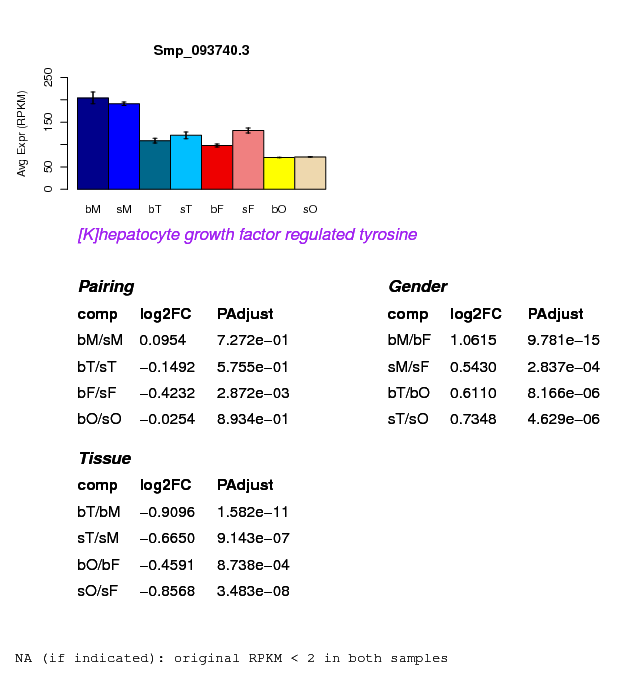 Smp_093740.3
Avg Expr (RPKM)
250
150
50
0
bM sM bT sT bF sF bO sO
[K]hepatocyte growth factor regulated tyrosine
Pairing
comp log2FC PAdjust
bM/sM 0.0954 7.272e−01
bT/sT −0.1492 5.755e−01
bF/sF −0.4232 2.872e−03
bO/sO −0.0254 8.934e−01
Gender
comp log2FC PAdjust
bM/bF 1.0615 9.781e−15
sM/sF 0.5430 2.837e−04
bT/bO 0.6110 8.166e−06
sT/sO 0.7348 4.629e−06
Tissue
comp log2FC PAdjust
bT/bM −0.9096 1.582e−11
sT/sM −0.6650 9.143e−07
bO/bF −0.4591 8.738e−04
sO/sF −0.8568 3.483e−08
NA (if indicated): original RPKM < 2 in both samples